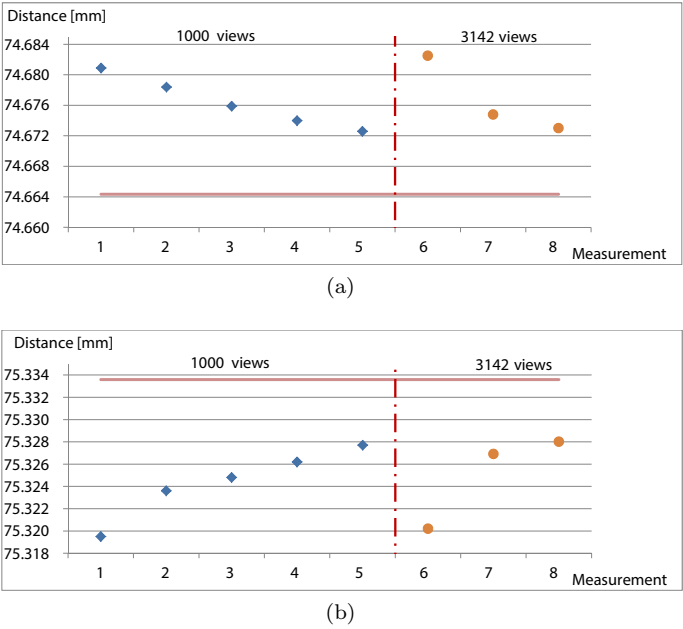 Distance [mm]
1000 views 3142 views
74.684
74.680
74.676
74.672
74.668
74.664
74.660
1 2 3 4 5 6 7 8 Measurement
(a)
Distance [mm]
1000 views 3142 views
75.334
75.332
75.330
75.328
75.326
75.324
75.322
75.320
75.318
1 2 3 4 5 6 7 8 Measurement
(b)